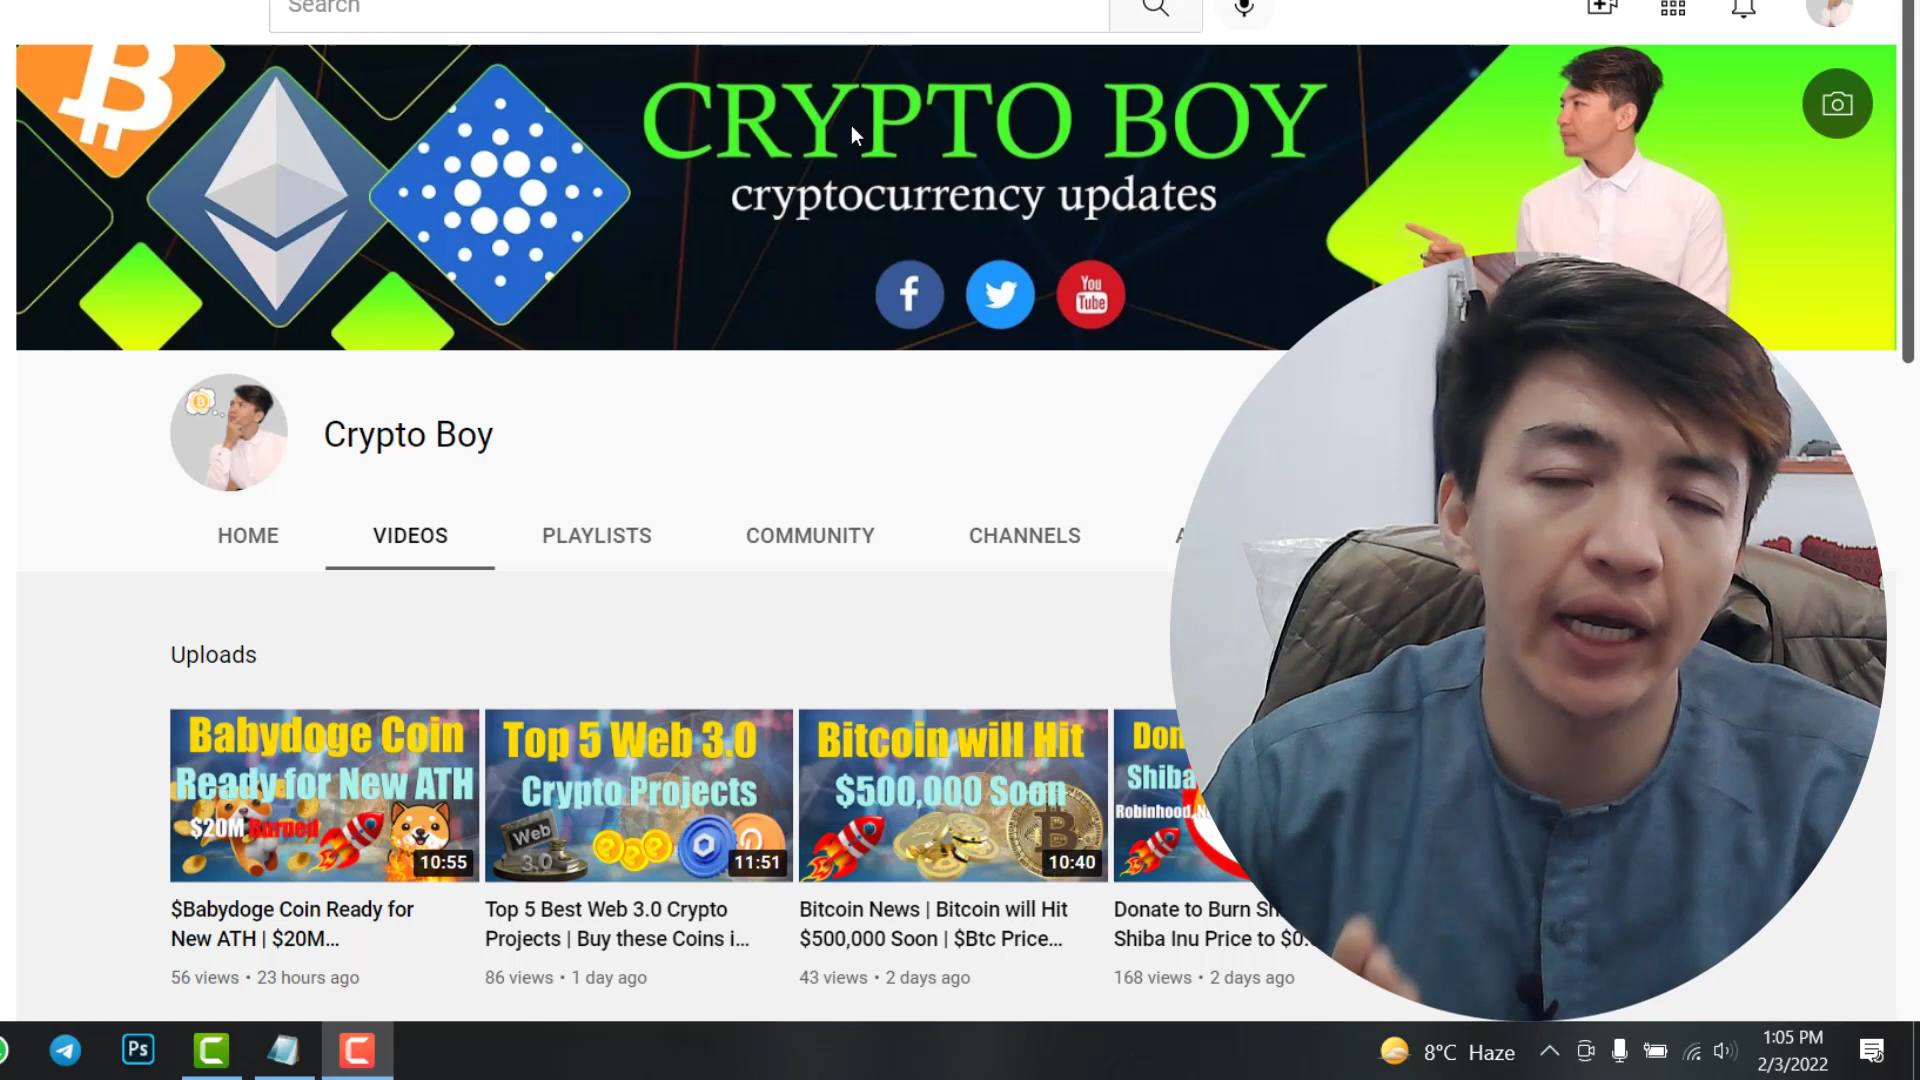 Search
CRYPTO BOY
cryptocurrency updates
You
Tube
Crypto Boy
HOME
VIDEOS
PLAYLISTS
COMMUNITY
CHANNELS
Uploads
Babydoge Coin
Ready for New ATH
$20M Burned
10:55
Top 5 Web 3.0
Crypto Projects
Web
3.0
11:51
Bitcoin will Hit
$500,000 Soon
10:40
Shiba
Robinhood
$Babydoge Coin Ready for
New ATH | $20M...
56 views • 23 hours ago
Top 5 Best Web 3.0 Crypto
Projects | Buy these Coins i...
86 views • 1 day ago
Bitcoin News | Bitcoin will Hit
$500,000 Soon | $Btc Price...
43 views • 2 days ago
Donate to Burn
Shiba Inu Price to
168 views • 2 days ago
Ps
8°C Haze
1:05 PM
2/3/2022